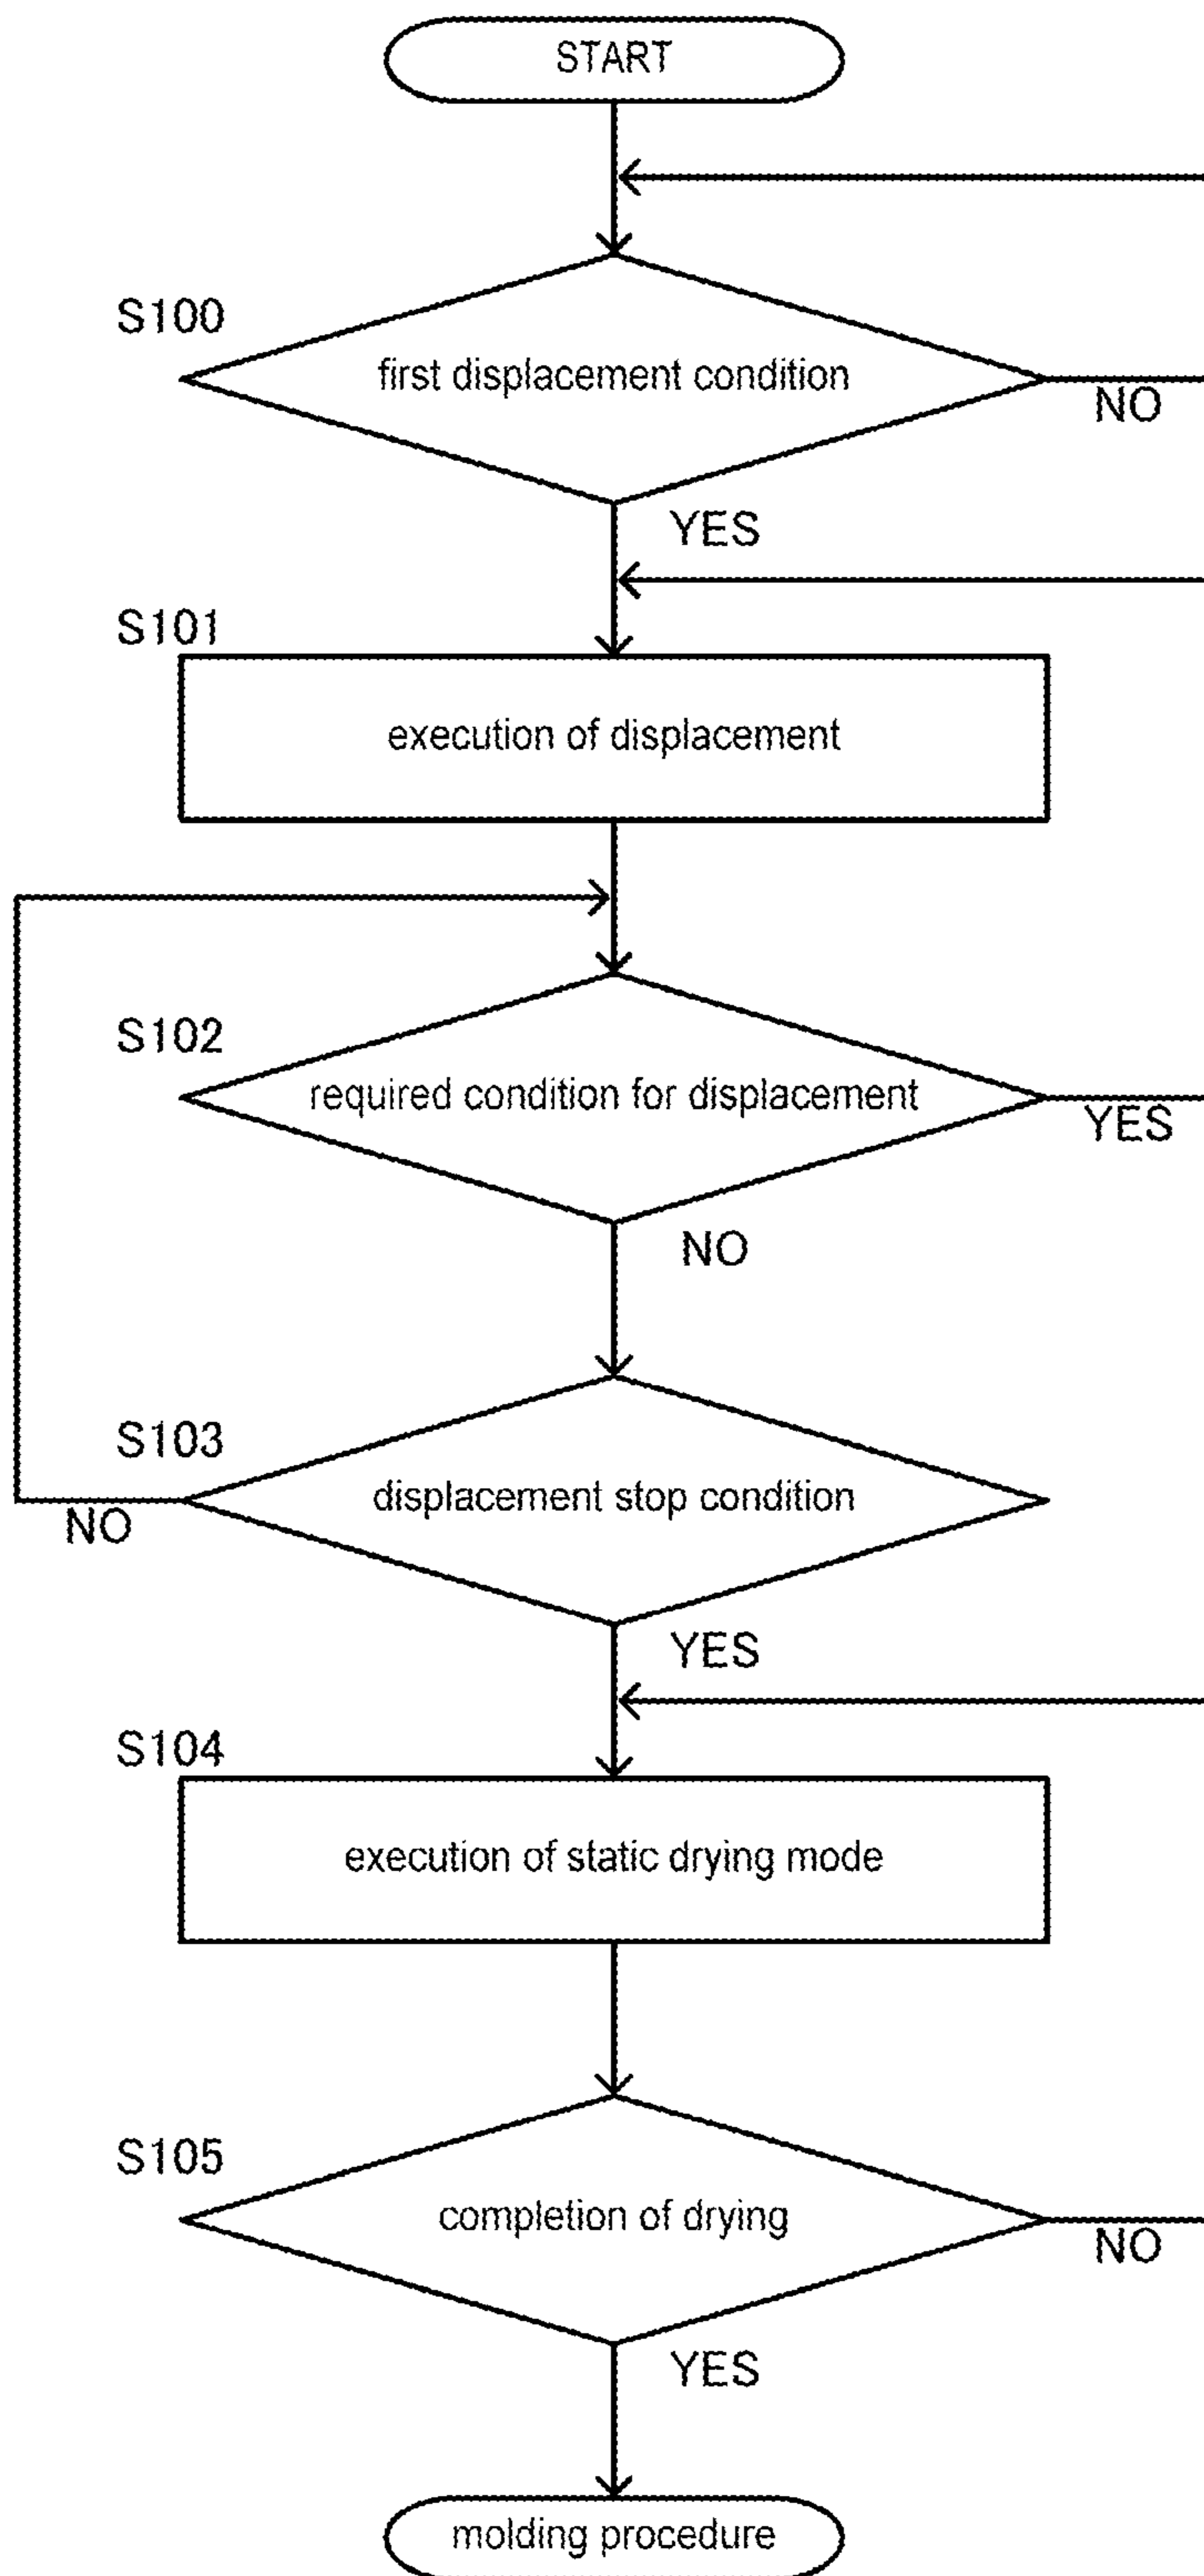 START
S100
first displacement condition
NO
YES
S101
execution of displacement
S102
required condition for displacement
YES
NO
S103
displacement stop condition
NO
YES
S104
execution of static drying mode
S105
completion of drying
NO
YES
molding procedure